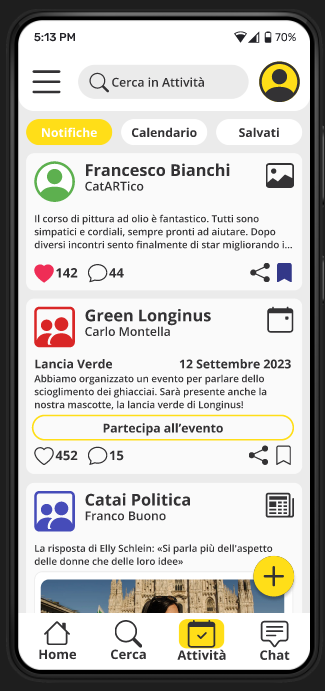 5:13 PM
70%
Cerca in Attività
Notifiche
Calendario
Salvati
Francesco Bianchi
CatARTico
Il corso di pittura ad olio è fantastico. Tutti sono
simpatici e cordiali, sempre pronti ad aiutare. Dopo
diversi incontri sento finalmente di star migliorando i...
142
44
Green Longinus
Carlo Montella
Lancia Verde
12 Settembre 2023
Abbiamo organizzato un evento per parlare dello
scioglimento dei ghiacciai. Sarà presente anche la
nostra mascotte, la lancia verde di Longinus!
Partecipa all'evento
452
15
Catai Politica
Franco Buono
La risposta di Elly Schlein: «Si parla più dell'aspetto
delle donne che delle loro idee»
Home
Cerca
Attività
Chat